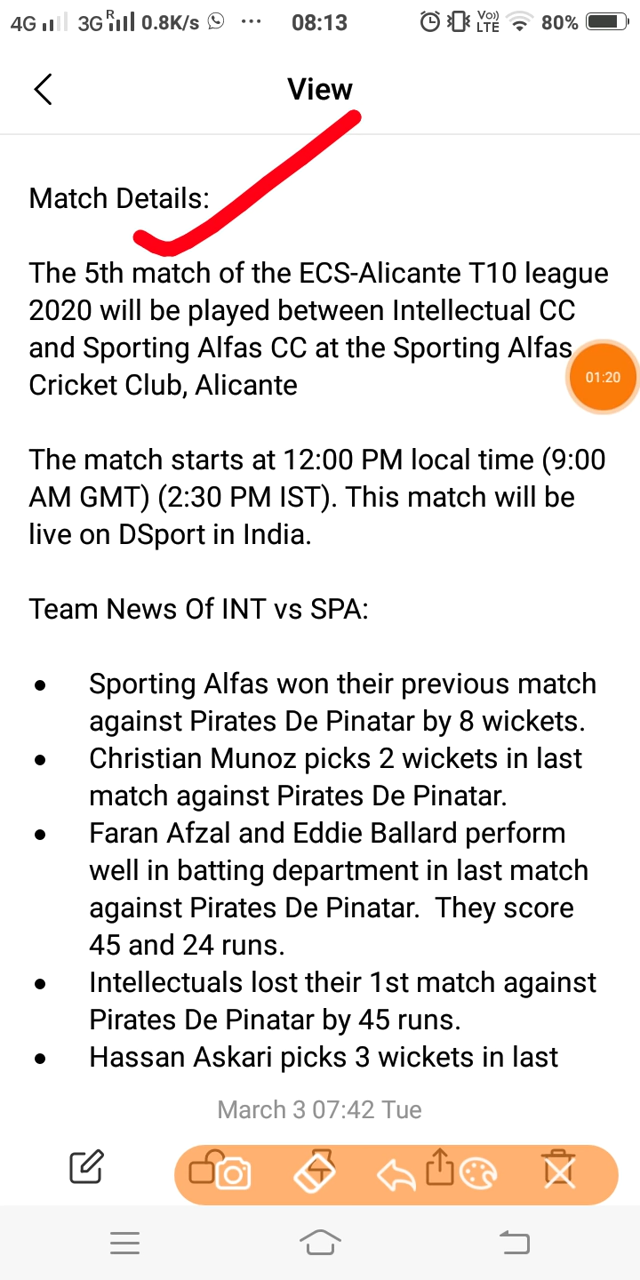 4G 3G R 0.8K/s ... 08:13 Vo)) LTE 80%
View
Match Details:
The 5th match of the ECS-Alicante T10 league
2020 will be played between Intellectual CC
and Sporting Alfas CC at the Sporting Alfas
Cricket Club, Alicante
01:20
The match starts at 12:00 PM local time (9:00
AM GMT) (2:30 PM IST). This match will be
live on DSport in India.
Team News Of INT vs SPA:
• Sporting Alfas won their previous match
against Pirates De Pinatar by 8 wickets.
• Christian Munoz picks 2 wickets in last
match against Pirates De Pinatar.
• Faran Afzal and Eddie Ballard perform
well in batting department in last match
against Pirates De Pinatar.  They score
45 and 24 runs.
• Intellectuals lost their 1st match against
Pirates De Pinatar by 45 runs.
• Hassan Askari picks 3 wickets in last
March 3 07:42 Tue